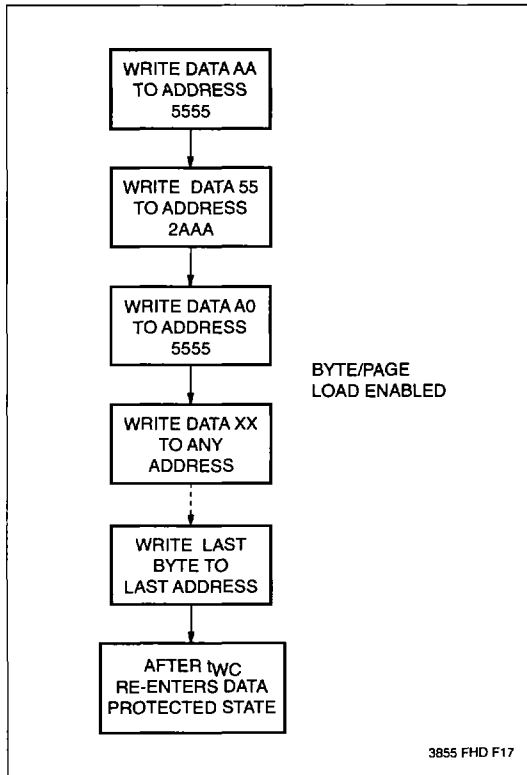 WRITE DATA AA
TO ADDRESS
5555
WRITE DATA 55
TO ADDRESS
2AAA
WRITE DATA A0
TO ADDRESS
5555
BYTE/PAGE
LOAD ENABLED
WRITE DATA XX
TO ANY
ADDRESS
WRITE LAST
BYTE TO
LAST ADDRESS
AFTER tWC
RE-ENTERS DATA
PROTECTED STATE
3855 FHD F17